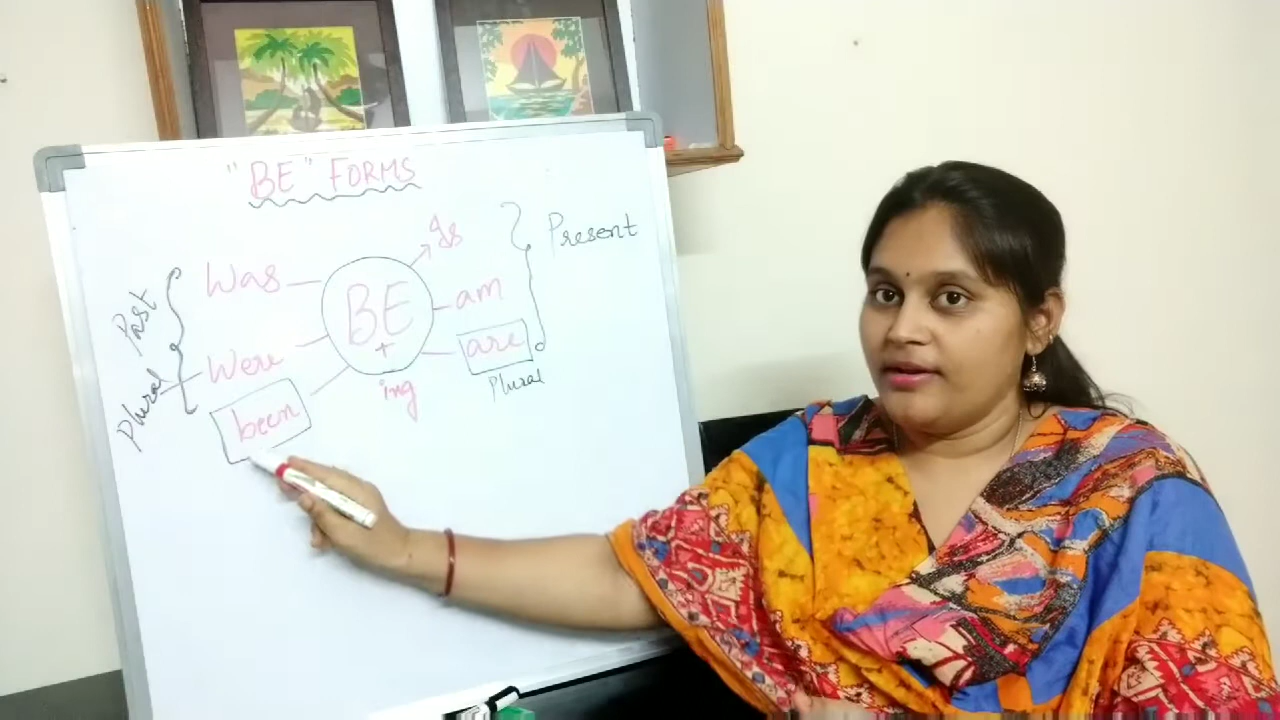 "BE" FORMS
Is
Present
Was
BE
am
Past
+
Were
are
Plural
ing
Plural
been